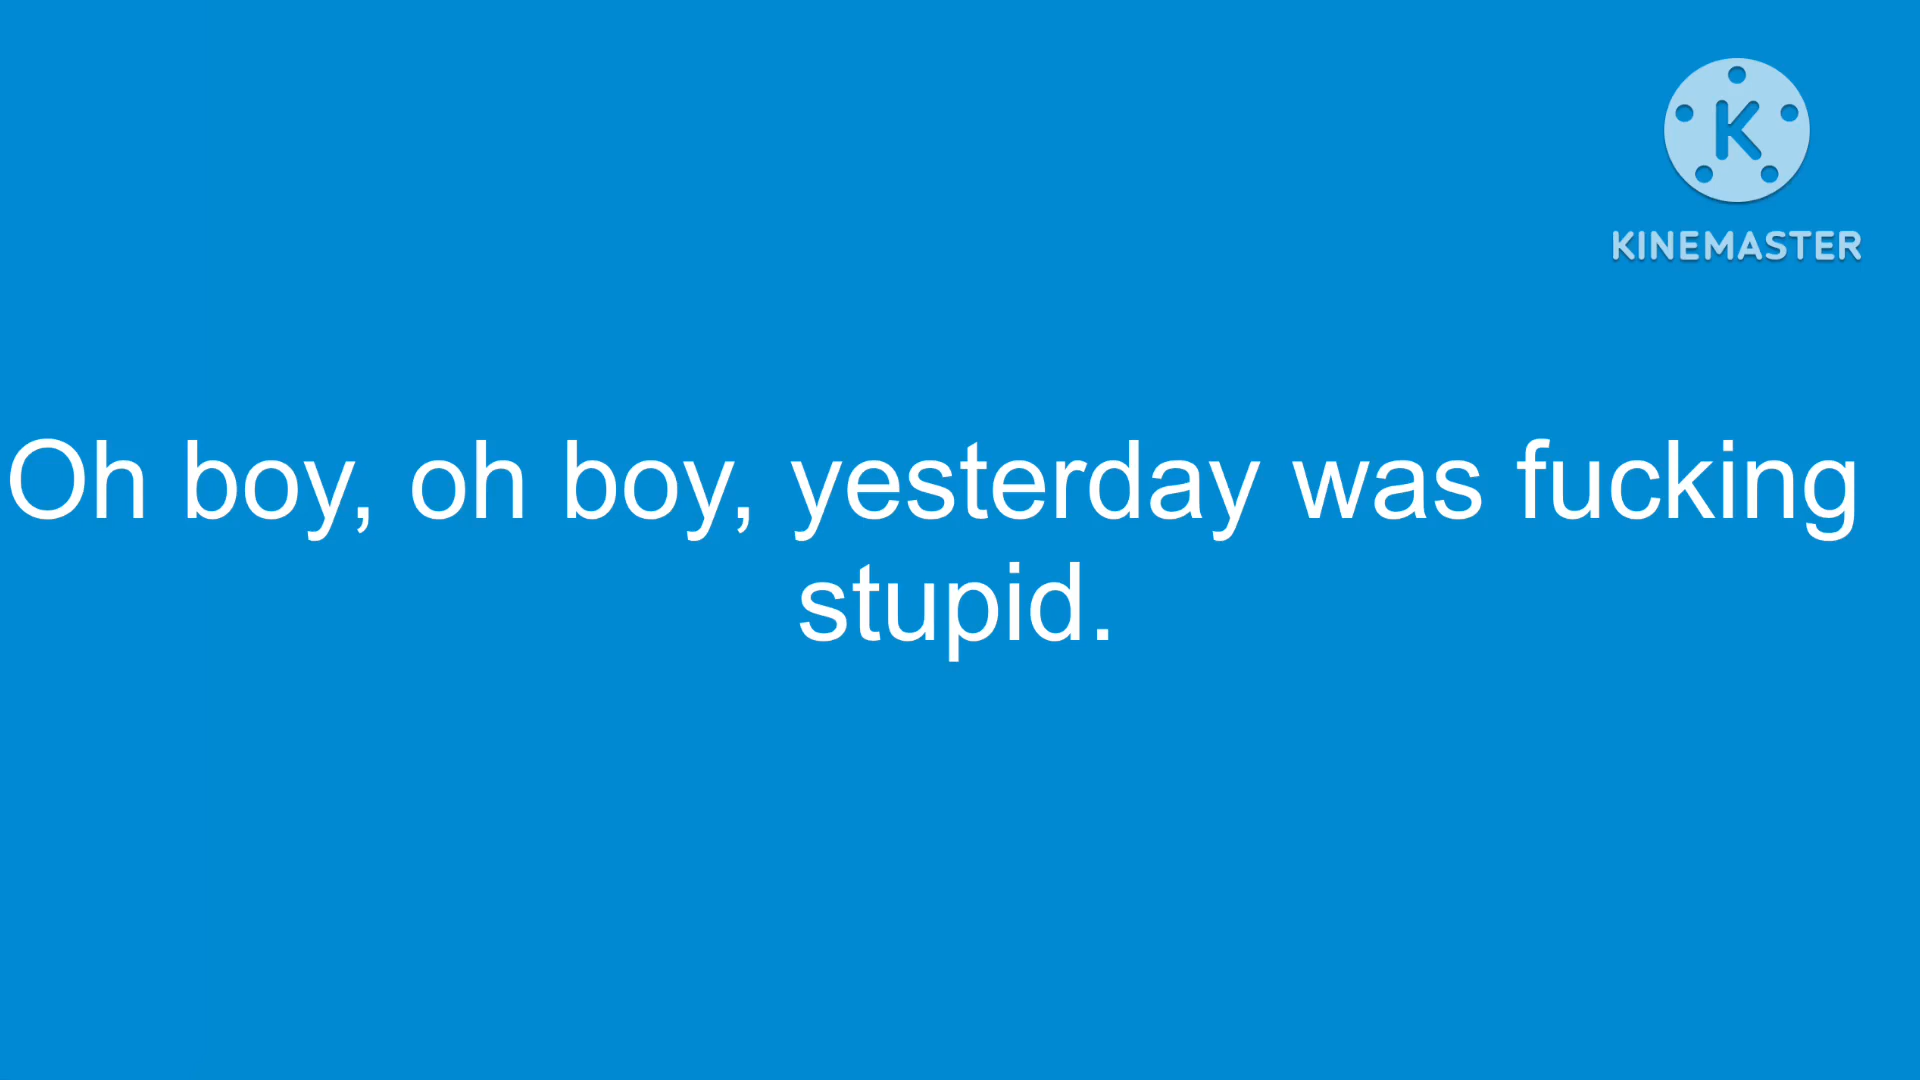 K
KINEMASTER
Oh boy, oh boy, yesterday was fucking
stupid.